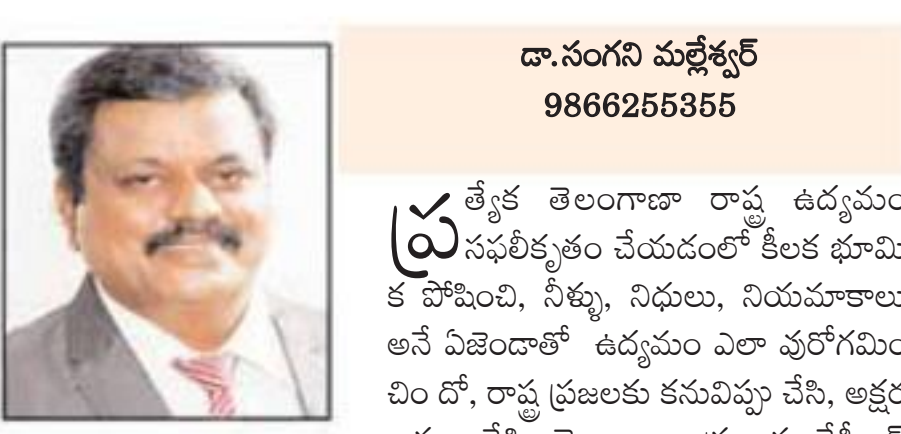 డా.సంగని మల్లేశ్వర్
9866255355
ప్రత్యేక తెలంగాణా రాష్ట్ర ఉద్యమం
సఫలీకృతం చేయడంలో కీలక భూమి
క పోషించి, నీళ్ళు, నిధులు, నియమాకాలు
అనే ఏజెండాతో ఉద్యమం ఎలా వురోగమిం
చిం దో, రాష్ట్ర ప్రజలకు కనువిప్పు చేసి, అక్షర